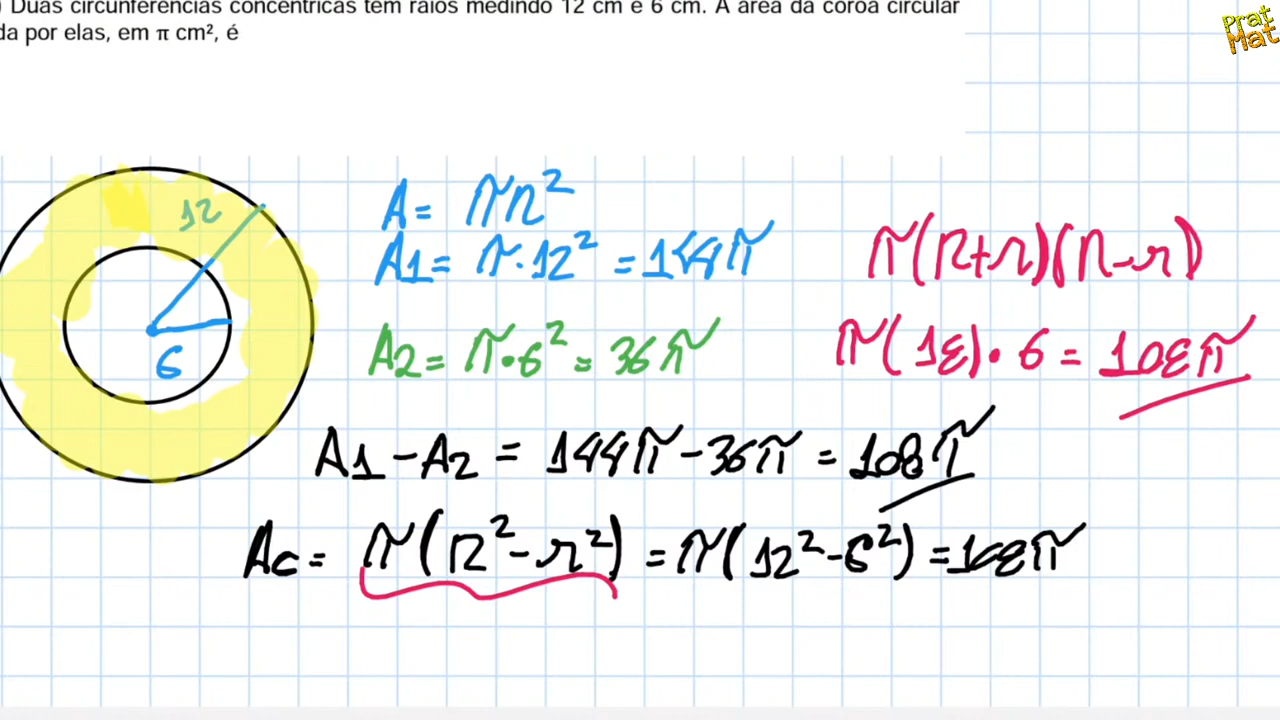 Duas circunferências concêntricas têm raios medindo 12 cm e 6 cm. A área da coroa circular
da por elas, em π cm², é
Prat
Mat
12
6
A = πr²
A1 = π·12² = 144π
A2 = π·6² = 36π
π(R+r)(R-r)
π(18)·6 = 108π
A1 - A2 = 144π - 36π = 108π
Ac = π(R²-r²) = π(12²-6²) = 108π